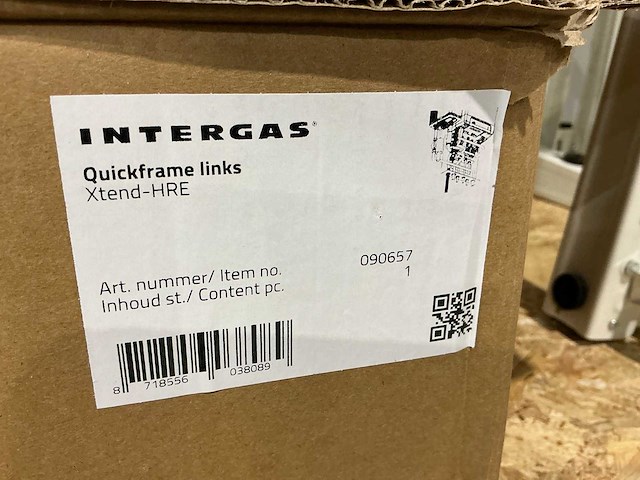 INTERGAS®
Quickframe links
Xtend-HRE
Art. nummer/ Item no. 090657
Inhoud st./ Content pc. 1
8 718556 038089